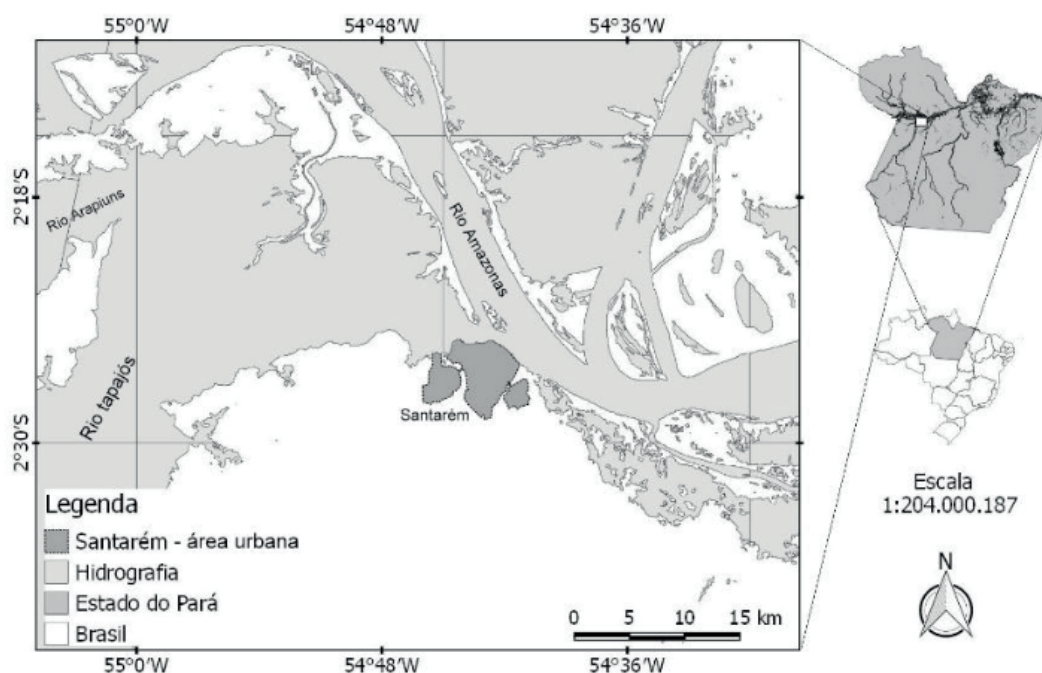 55°0'W
54°48'W
54°36'W
2°18'S
2°30'S
Rio Arapiuns
Rio Amazonas
Rio tapajós
Santarém
Legenda
Santarém - área urbana
Hidrografia
Estado do Pará
Brasil
0 5 10 15 km
55°0'W
54°48'W
54°36'W
Escala
1:204.000.187
N